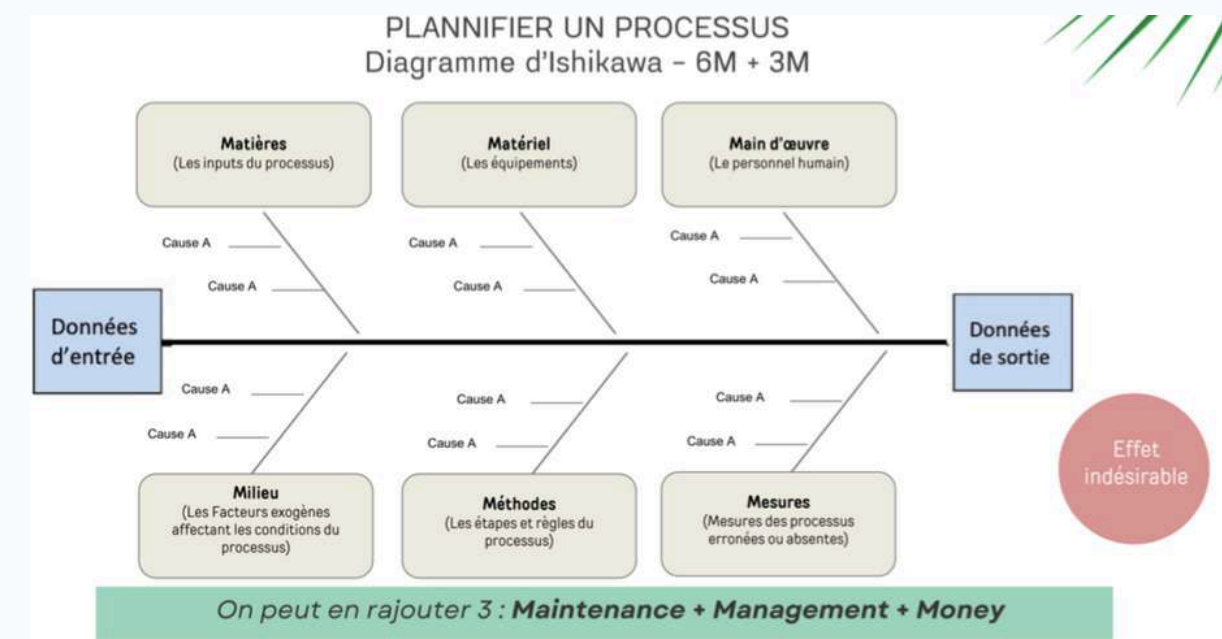 PLANNIFIER UN PROCESSUS
Diagramme d'Ishikawa – 6M + 3M
Matières
(Les inputs du processus)
Matériel
(Les équipements)
Main d'œuvre
(Le personnel humain)
Cause A
Cause A
Cause A
Cause A
Cause A
Cause A
Données
d'entrée
Données
de sortie
Cause A
Cause A
Cause A
Cause A
Cause A
Cause A
Effet
indésirable
Milieu
(Les Facteurs exogènes
affectant les conditions du
processus)
Méthodes
(Les étapes et règles du
processus)
Mesures
(Mesures des processus
erronées ou absentes)
On peut en rajouter 3 : Maintenance + Management + Money